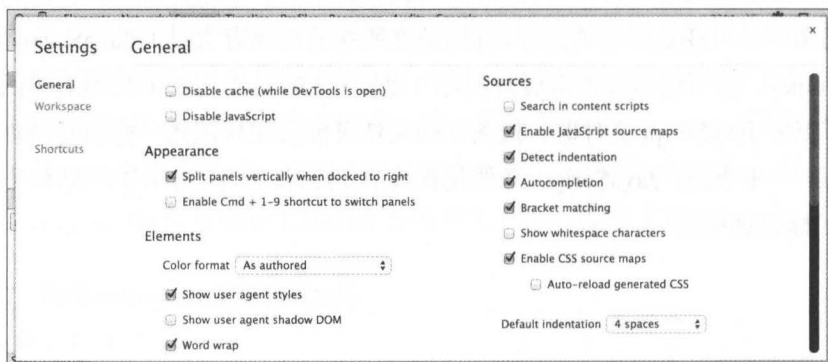 ×
Settings
General
Workspace
Shortcuts
General
Disable cache (while DevTools is open)
Disable JavaScript
Appearance
Split panels vertically when docked to right
Enable Cmd + 1-9 shortcut to switch panels
Elements
Color format As authored
Show user agent styles
Show user agent shadow DOM
Word wrap
Sources
Search in content scripts
Enable JavaScript source maps
Detect indentation
Autocompletion
Bracket matching
Show whitespace characters
Enable CSS source maps
Auto-reload generated CSS
Default indentation 4 spaces